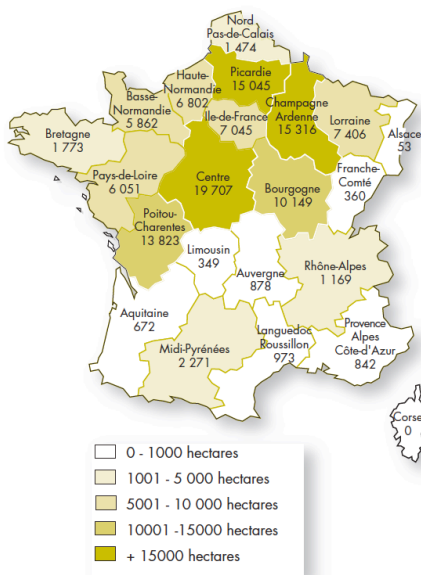 Nord
Pas-de-Calais
1 474
Haute-
Normandie
6 802
Picardie
15 045
Basse-
Normandie
5 862
Ile-de-France
7 045
Champagne
Ardenne
15 316
Lorraine
7 406
Alsace
53
Bretagne
1 773
Pays-de-Loire
6 051
Centre
19 707
Bourgogne
10 149
Franche-
Comté
360
Poitou-
Charentes
13 823
Limousin
349
Auvergne
878
Rhône-Alpes
1 169
Aquitaine
672
Midi-Pyrénées
2 271
Languedoc
Roussillon
973
Provence
Alpes
Côte-d'Azur
842
Corse
0
0 - 1000 hectares
1001 - 5 000 hectares
5001 - 10 000 hectares
10001 -15000 hectares
+ 15000 hectares